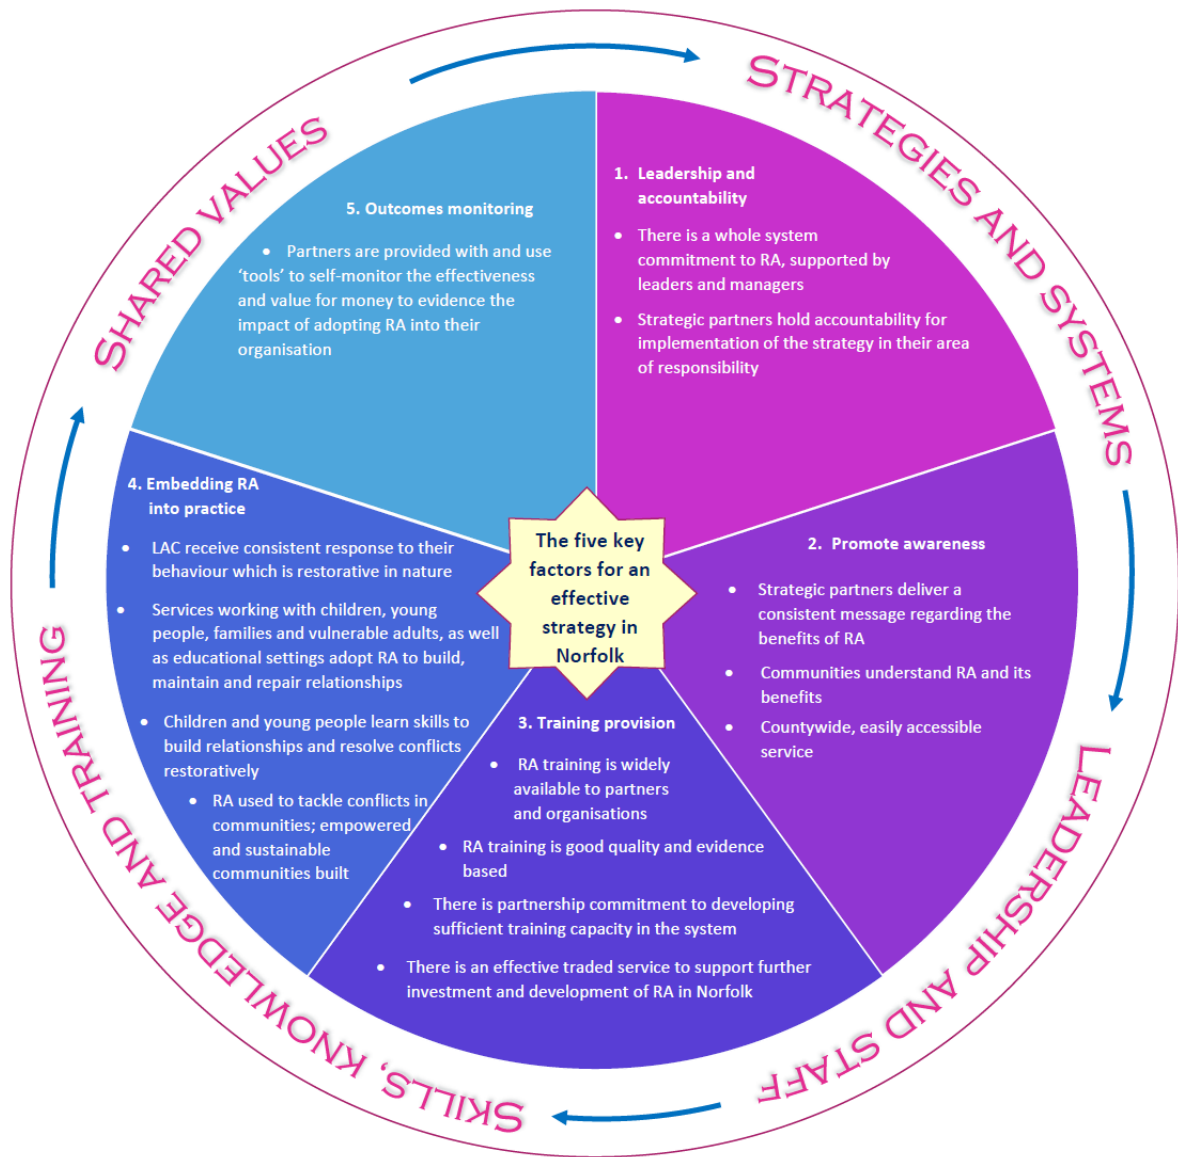 SHARED VALUES
STRATEGIES AND SYSTEMS
LEADERSHIP AND STAFF
SKILLS, KNOWLEDGE AND TRAINING
The five key
factors for an
effective
strategy in
Norfolk
1. Leadership and
accountability
• There is a whole system
commitment to RA, supported by
leaders and managers
• Strategic partners hold accountability for
implementation of the strategy in their area
of responsibility
2. Promote awareness
• Strategic partners deliver a
consistent message regarding the
benefits of RA
• Communities understand RA and its
benefits
• Countywide, easily accessible
service
3. Training provision
• RA training is widely
available to partners
and organisations
• RA training is good quality and evidence
based
• There is partnership commitment to developing
sufficient training capacity in the system
• There is an effective traded service to support further
investment and development of RA in Norfolk
4. Embedding RA
into practice
• LAC receive consistent response to their
behaviour which is restorative in nature
• Services working with children, young
people, families and vulnerable adults, as well
as educational settings adopt RA to build,
maintain and repair relationships
• Children and young people learn skills to
build relationships and resolve conflicts
restoratively
• RA used to tackle conflicts in
communities; empowered
and sustainable
communities built
5. Outcomes monitoring
• Partners are provided with and use
‘tools’ to self-monitor the effectiveness
and value for money to evidence the
impact of adopting RA into their
organisation